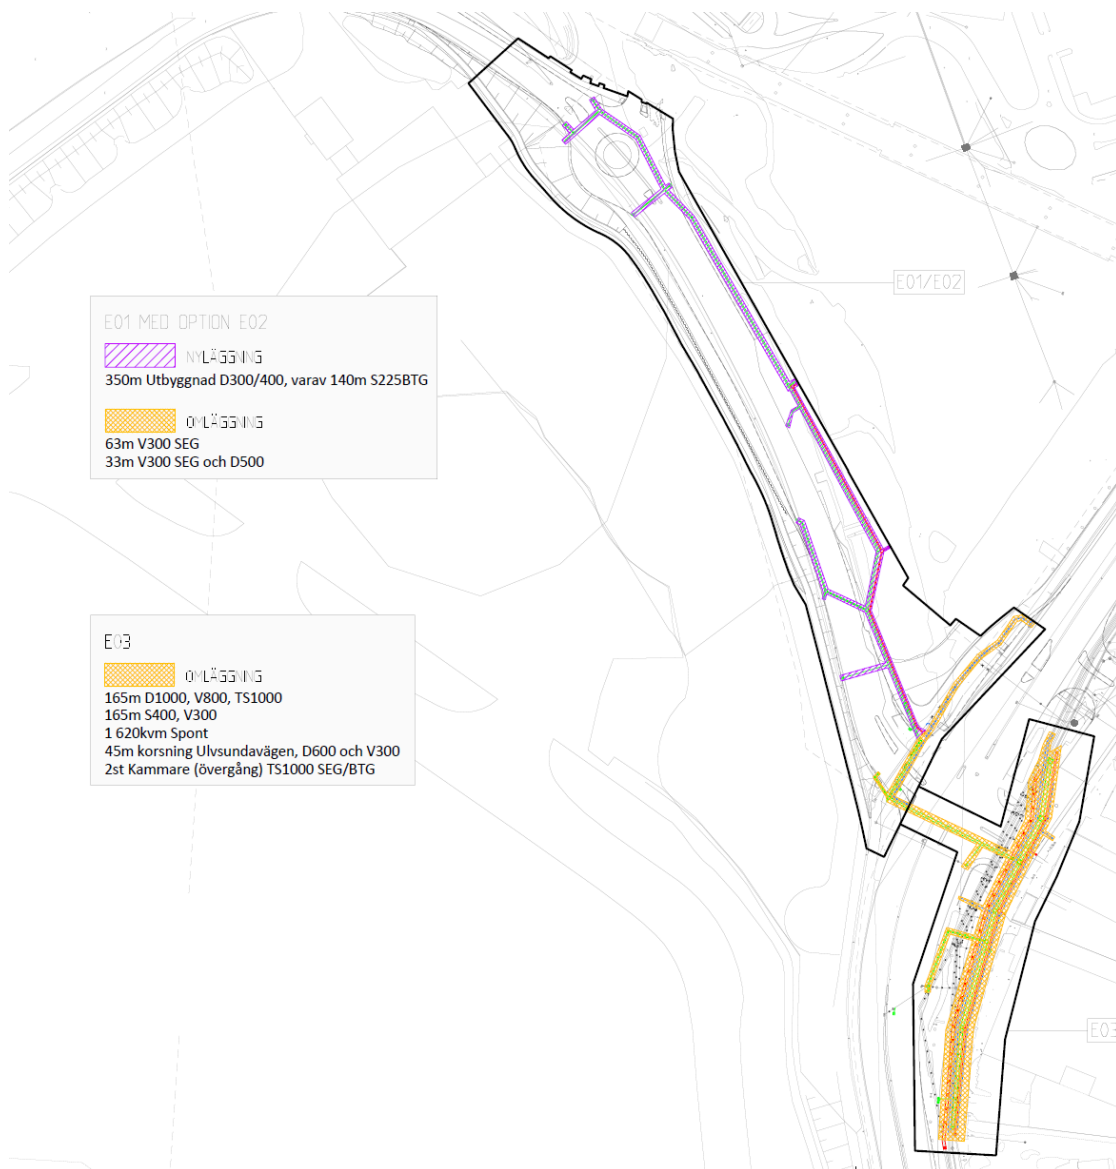 E01/E02
E01 MED OPTION E02
NYLÄGGNING
350m Utbyggnad D300/400, varav 140m S225BTG
OMLÄGGNING
63m V300 SEG
33m V300 SEG och D500
E03
OMLÄGGNING
165m D1000, V800, TS1000
165m S400, V300
1 620kvm Spont
45m korsning Ulvsundavägen, D600 och V300
2st Kammare (övergång) TS1000 SEG/BTG
E03